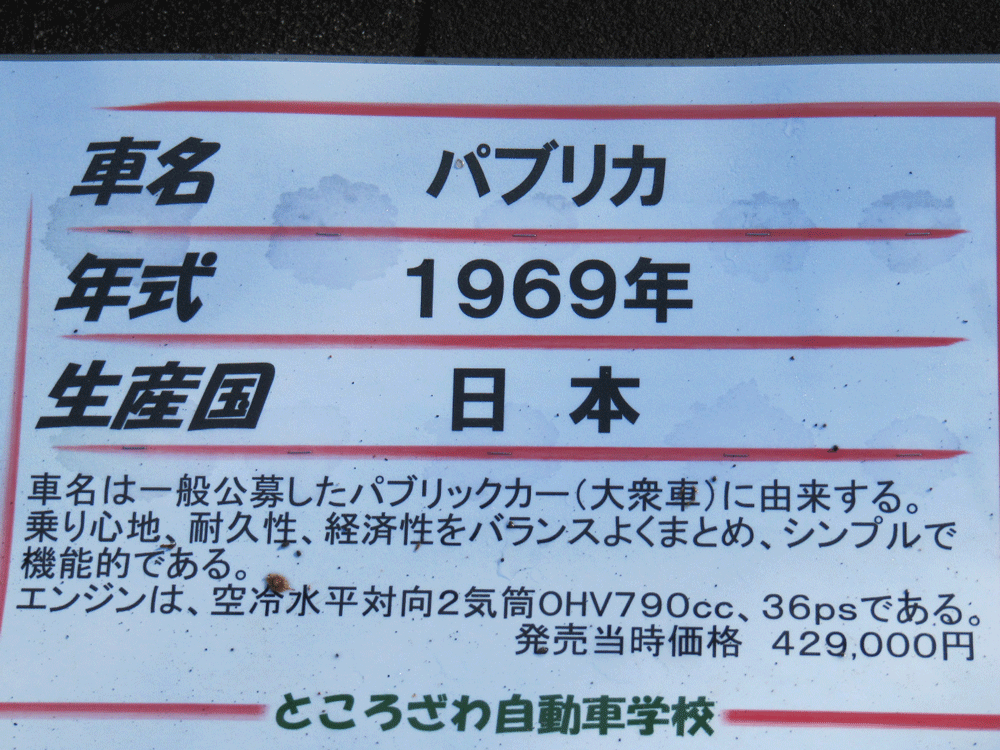 車名　パブリカ
年式　1969年
生産国　日　本
車名は一般公募したパブリックカー（大衆車）に由来する。
乗り心地、耐久性、経済性をバランスよくまとめ、シンプルで
機能的である。
エンジンは、空冷水平対向２気筒OHV790cc、36psである。
発売当時価格　429,000円
ところざわ自動車学校